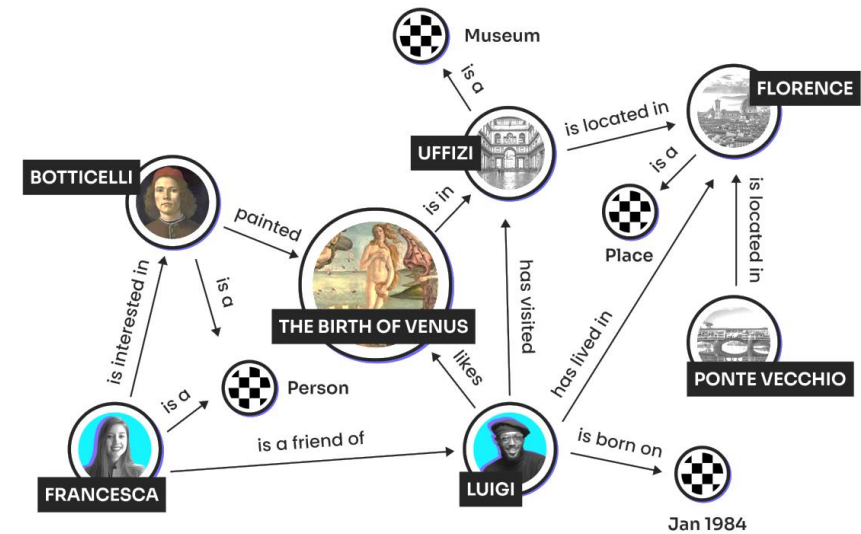 Museum
is a
FLORENCE
is located in
UFFIZI
is a
BOTTICELLI
is in
painted
Place
is located in
is interested in
is a
has visited
THE BIRTH OF VENUS
has lived in
likes
PONTE VECCHIO
Person
is a
is a friend of
is born on
FRANCESCA
LUIGI
Jan 1984